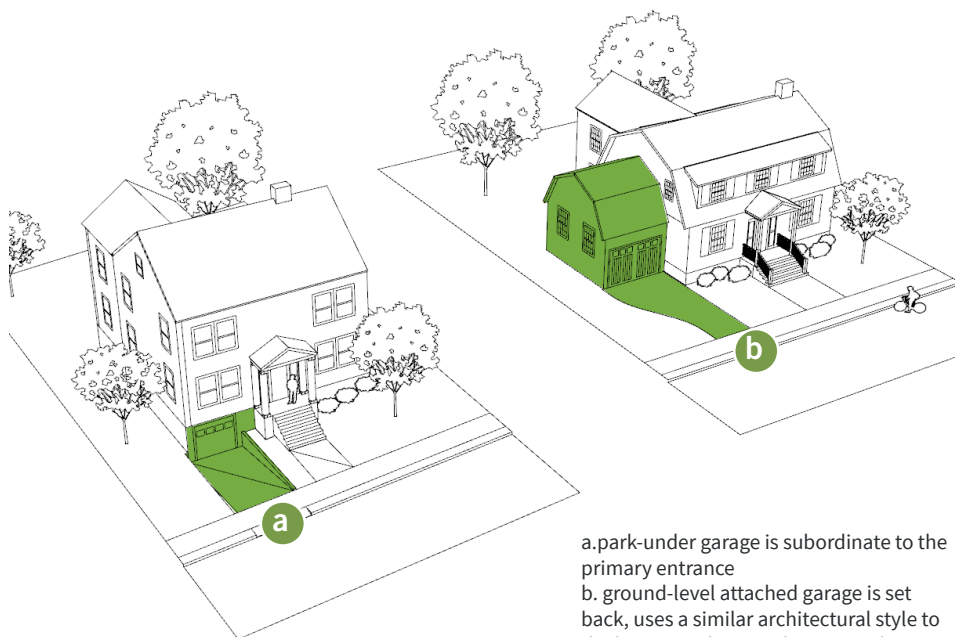 a
b
a.park-under garage is subordinate to the
primary entrance
b. ground-level attached garage is set
back, uses a similar architectural style to